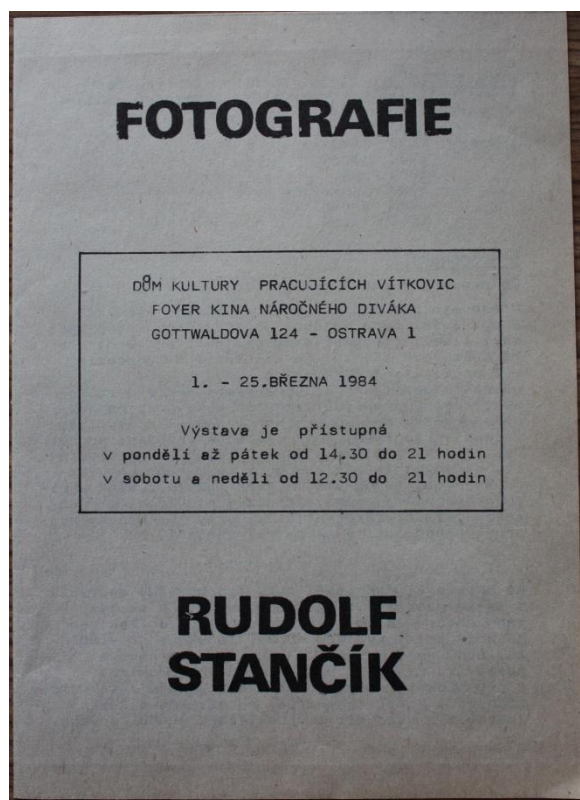 FOTOGRAFIE
DŮM KULTURY PRACUJÍCÍCH VÍTKOVIC
FOYER KINA NÁROČNÉHO DIVÁKA
GOTTWALDOVA 124 - OSTRAVA 1
1. - 25.BŘEZNA 1984
Výstava je přístupná
v pondělí až pátek od 14.30 do 21 hodin
v sobotu a neděli od 12.30 do 21 hodin
RUDOLF
STANČÍK